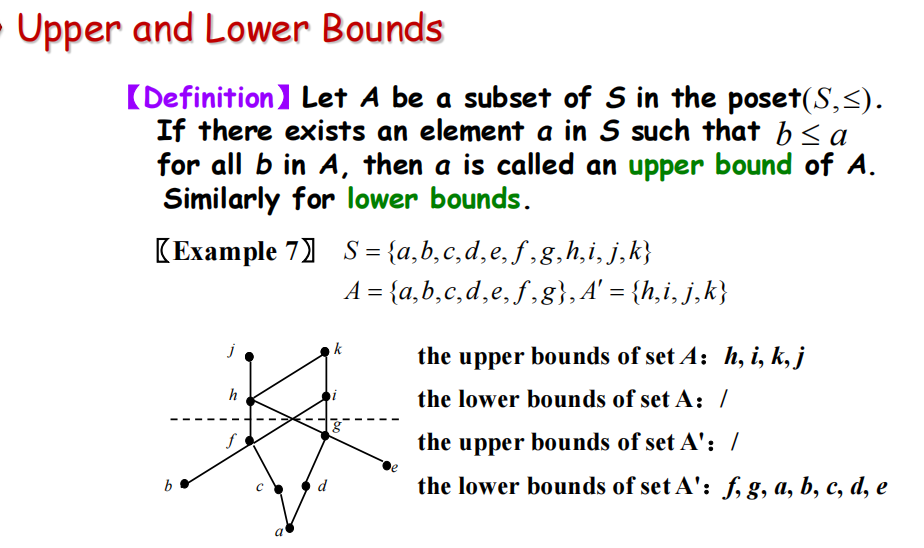 Upper and Lower Bounds
【Definition】Let A be a subset of S in the poset(S,≤).
If there exists an element a in S such that b ≤ a
for all b in A, then a is called an upper bound of A.
Similarly for lower bounds.
〖Example 7〗 S = {a,b,c,d,e,f,g,h,i,j,k}
A = {a,b,c,d,e,f,g}, A' = {h,i,j,k}
j
k
the upper bounds of set A：h, i, k, j
h
i
the lower bounds of set A：/
g
f
the upper bounds of set A'：/
e
b
c
d
the lower bounds of set A'：f, g, a, b, c, d, e
a